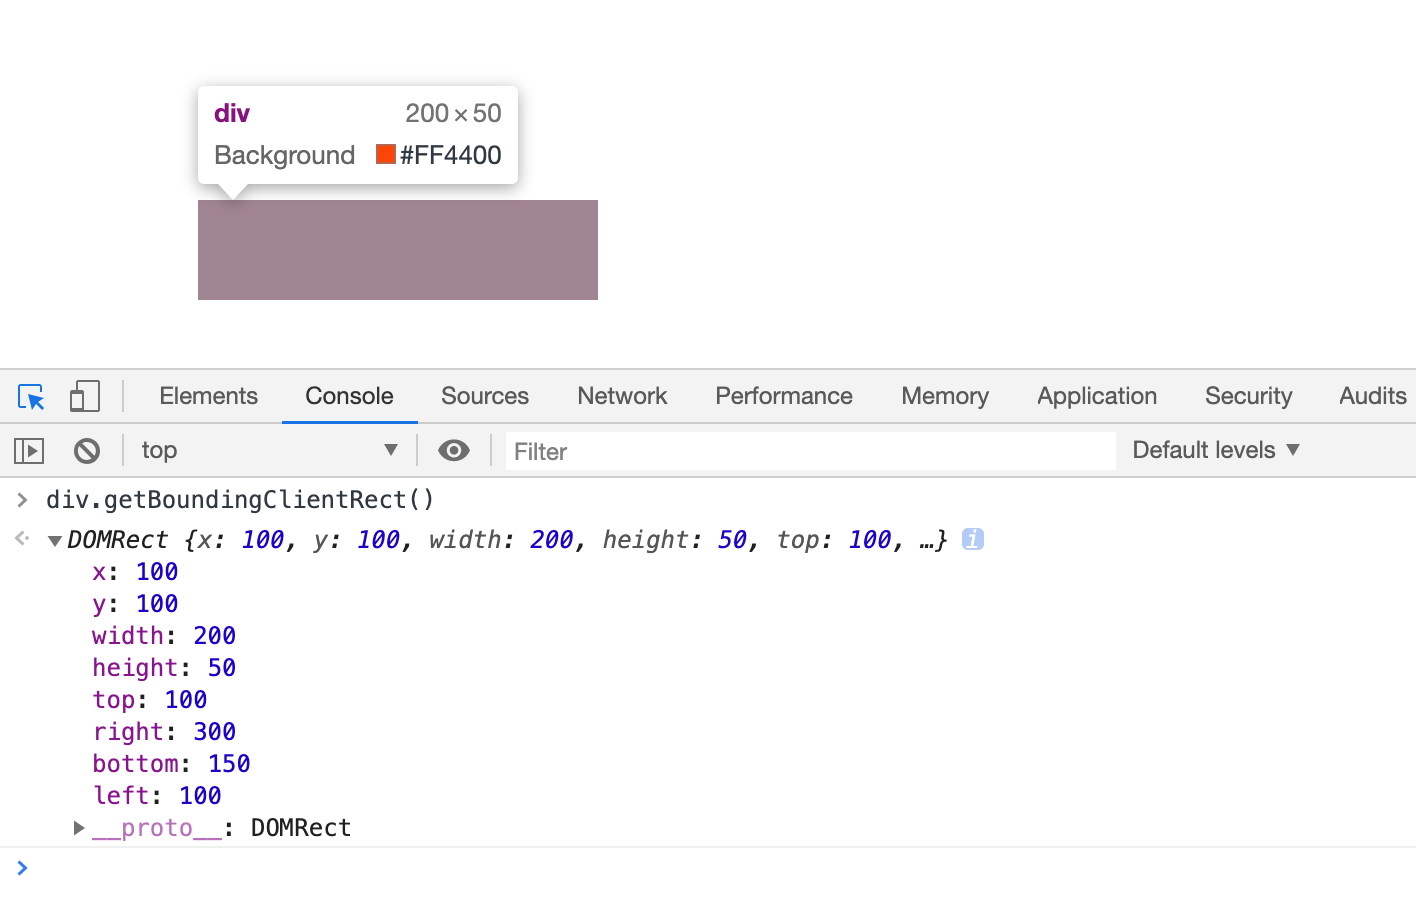 div 200×50
Background #FF4400
Elements Console Sources Network Performance Memory Application Security Audits
top Filter Default levels
div.getBoundingClientRect()
DOMRect {x: 100, y: 100, width: 200, height: 50, top: 100, …} i
x: 100
y: 100
width: 200
height: 50
top: 100
right: 300
bottom: 150
left: 100
__proto__: DOMRect